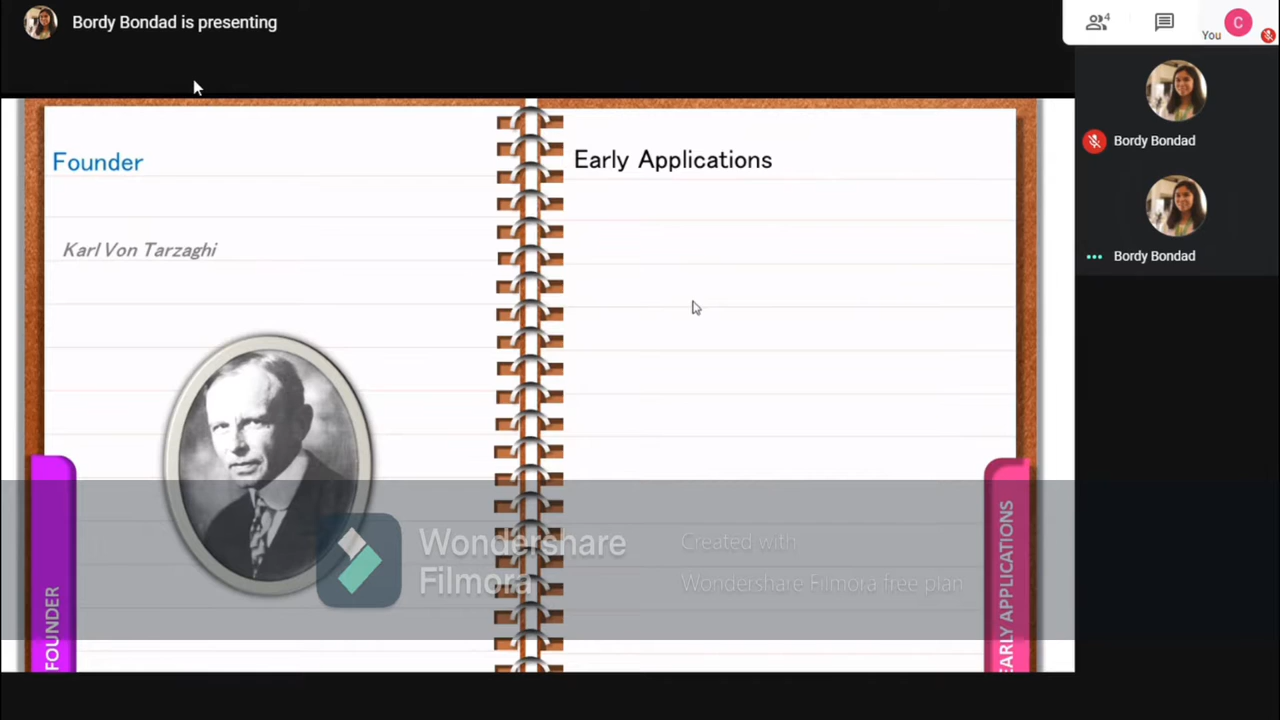 Bordy Bondad is presenting
4
You
C
Bordy Bondad
Bordy Bondad
Founder
Karl Von Tarzaghi
Early Applications
FOUNDER
EARLY APPLICATIONS
Wondershare
Filmora
Created with
Wondershare Filmora free plan